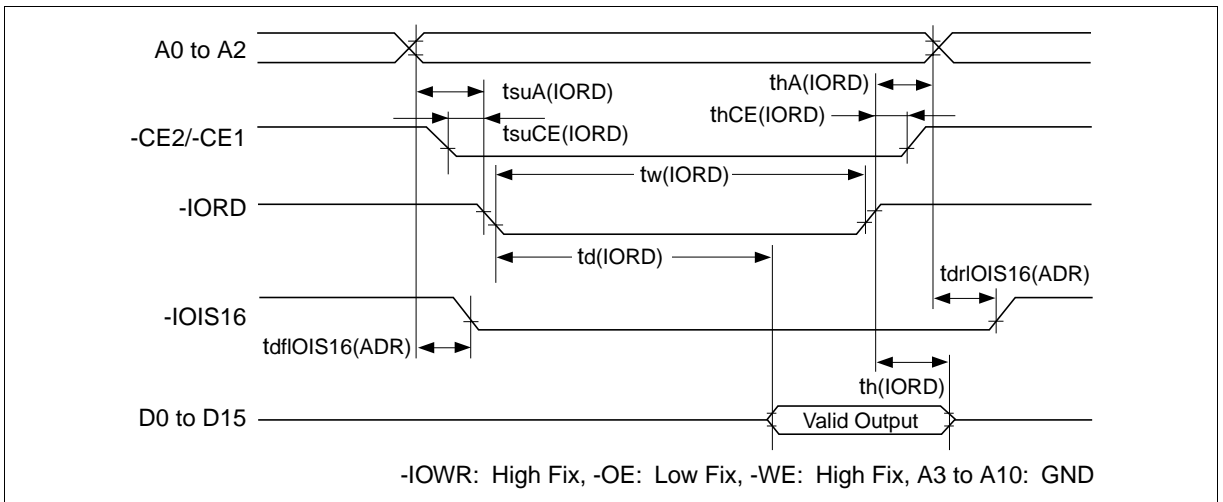 A0 to A2
tsuA(IORD)
thA(IORD)
thCE(IORD)
-CE2/-CE1
tsuCE(IORD)
tw(IORD)
-IORD
td(IORD)
tdrIOIS16(ADR)
-IOIS16
tdfIOIS16(ADR)
th(IORD)
D0 to D15
Valid Output
-IOWR: High Fix, -OE: Low Fix, -WE: High Fix, A3 to A10: GND